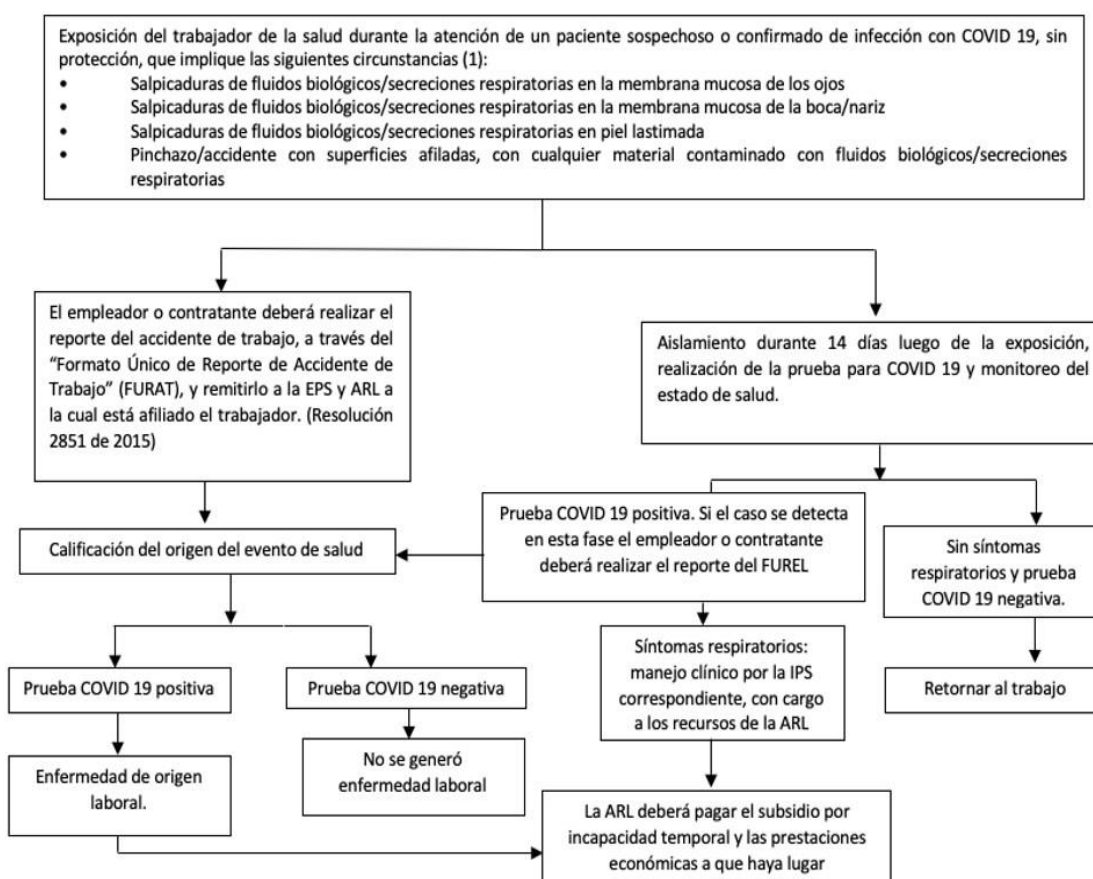 Exposición del trabajador de la salud durante la atención de un paciente sospechoso o confirmado de infección con COVID 19, sin
protección, que implique las siguientes circunstancias (1):
• Salpicaduras de fluidos biológicos/secreciones respiratorias en la membrana mucosa de los ojos
• Salpicaduras de fluidos biológicos/secreciones respiratorias en la membrana mucosa de la boca/nariz
• Salpicaduras de fluidos biológicos/secreciones respiratorias en piel lastimada
• Pinchazo/accidente con superficies afiladas, con cualquier material contaminado con fluidos biológicos/secreciones
respiratorias
El empleador o contratante deberá realizar el
reporte del accidente de trabajo, a través del
“Formato Único de Reporte de Accidente de
Trabajo” (FURAT), y remitirlo a la EPS y ARL a
la cual está afiliado el trabajador. (Resolución
2851 de 2015)
Aislamiento durante 14 días luego de la exposición,
realización de la prueba para COVID 19 y monitoreo del
estado de salud.
Calificación del origen del evento de salud
Prueba COVID 19 positiva. Si el caso se detecta
en esta fase el empleador o contratante
deberá realizar el reporte del FUREL
Sin síntomas
respiratorios y prueba
COVID 19 negativa.
Prueba COVID 19 positiva
Prueba COVID 19 negativa
Síntomas respiratorios:
manejo clínico por la IPS
correspondiente, con cargo
a los recursos de la ARL
Retornar al trabajo
Enfermedad de origen
laboral.
No se generó
enfermedad laboral
La ARL deberá pagar el subsidio por
incapacidad temporal y las prestaciones
económicas a que haya lugar